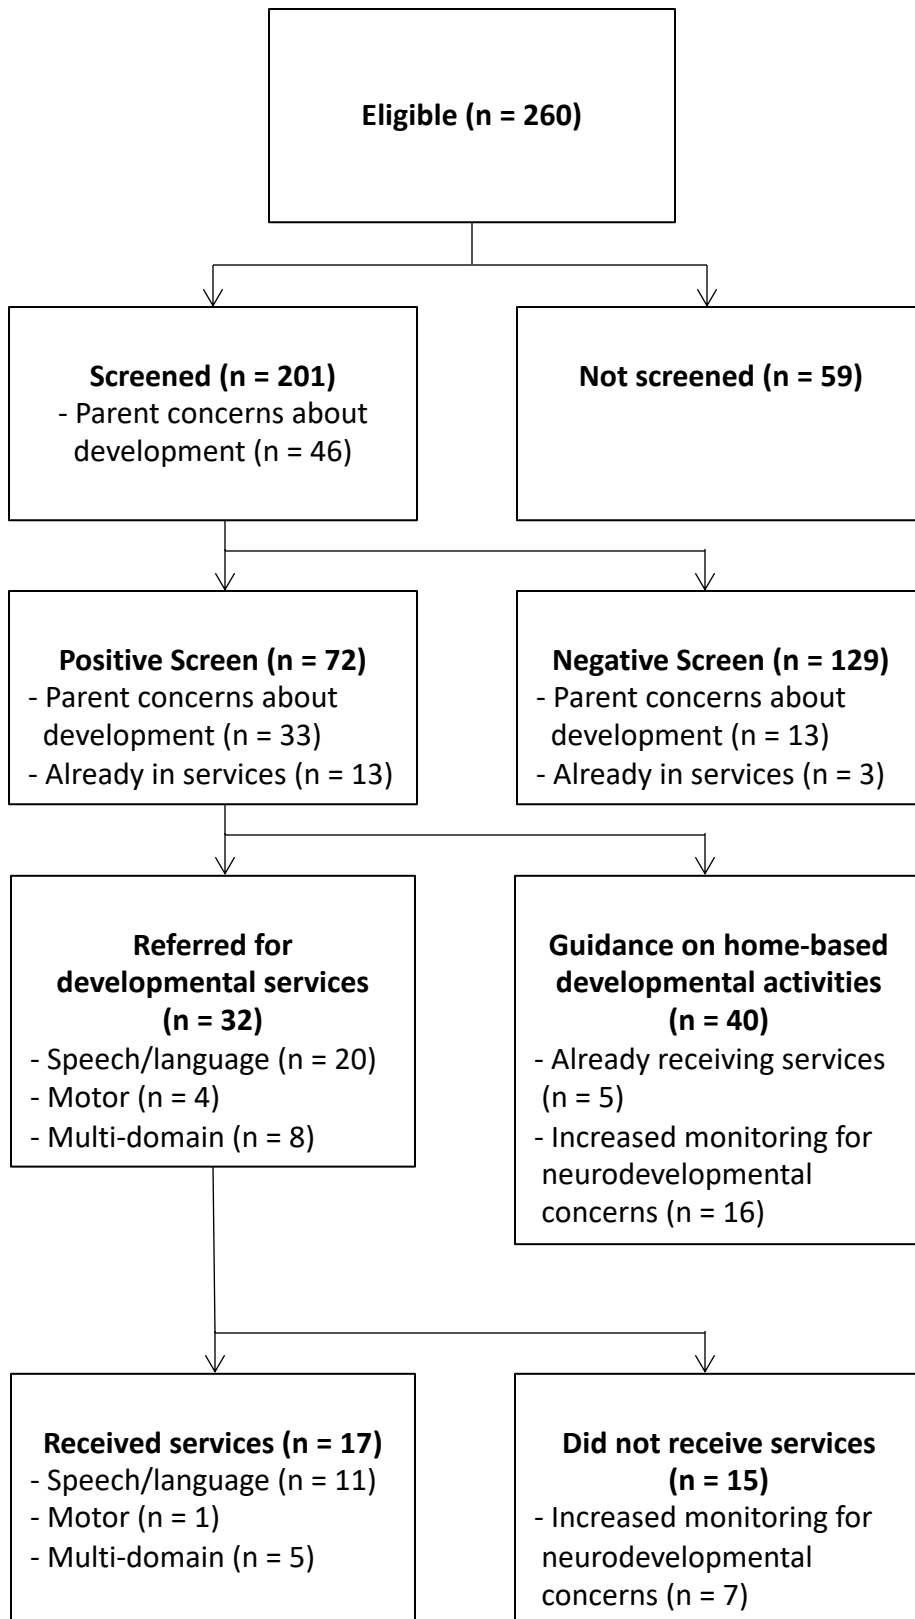 Eligible (n = 260)
Screened (n = 201)
- Parent concerns about
development (n = 46)
Not screened (n = 59)
Positive Screen (n = 72)
- Parent concerns about
development (n = 33)
- Already in services (n = 13)
Negative Screen (n = 129)
- Parent concerns about
development (n = 13)
- Already in services (n = 3)
Referred for
developmental services
(n = 32)
- Speech/language (n = 20)
- Motor (n = 4)
- Multi-domain (n = 8)
Guidance on home-based
developmental activities
(n = 40)
- Already receiving services
(n = 5)
- Increased monitoring for
neurodevelopmental
concerns (n = 16)
Received services (n = 17)
- Speech/language (n = 11)
- Motor (n = 1)
- Multi-domain (n = 5)
Did not receive services
(n = 15)
- Increased monitoring for
neurodevelopmental
concerns (n = 7)